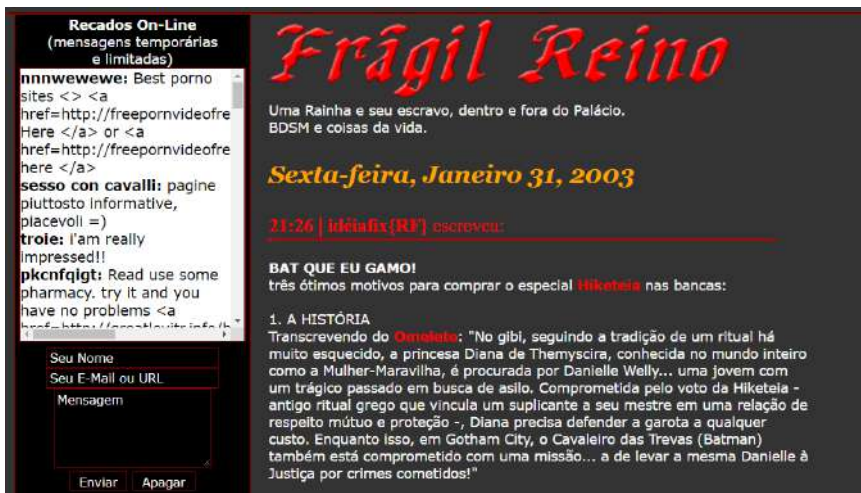 Recados On-Line
(mensagens temporárias
e limitadas)
nnnwewewe: Best porno
sites <> <a
href=http://freepornvideofre
Here </a> or <a
href=http://freepornvideofre
here </a>
sesso con cavalli: pagine
piuttosto informative,
piacevoli =)
troie: i'am really
impressed!!
pkcnfqigt: Read use some
pharmacy. try it and you
have no problems <a
Seu Nome
Seu E-Mail ou URL
Mensagem
Enviar Apagar
Frágil Reino
Uma Rainha e seu escravo, dentro e fora do Palácio.
BDSM e coisas da vida.
Sexta-feira, Janeiro 31, 2003
21:26 | idéiafix[RF] escreveu:
BAT QUE EU GAMO!
três ótimos motivos para comprar o especial Hiketeia nas bancas:
1. A HISTÓRIA
Transcrevendo do Omelete: "No gibi, seguindo a tradição de um ritual há
muito esquecido, a princesa Diana de Themyscira, conhecida no mundo inteiro
como a Mulher-Maravilha, é procurada por Danielle Welly... uma jovem com
um trágico passado em busca de asilo. Comprometida pelo voto da Hiketeia -
antigo ritual grego que vincula um suplicante a seu mestre em uma relação de
respeito mútuo e proteção -, Diana precisa defender a garota a qualquer
custo. Enquanto isso, em Gotham City, o Cavaleiro das Trevas (Batman)
também está comprometido com uma missão... a de levar a mesma Danielle à
Justiça por crimes cometidos!"